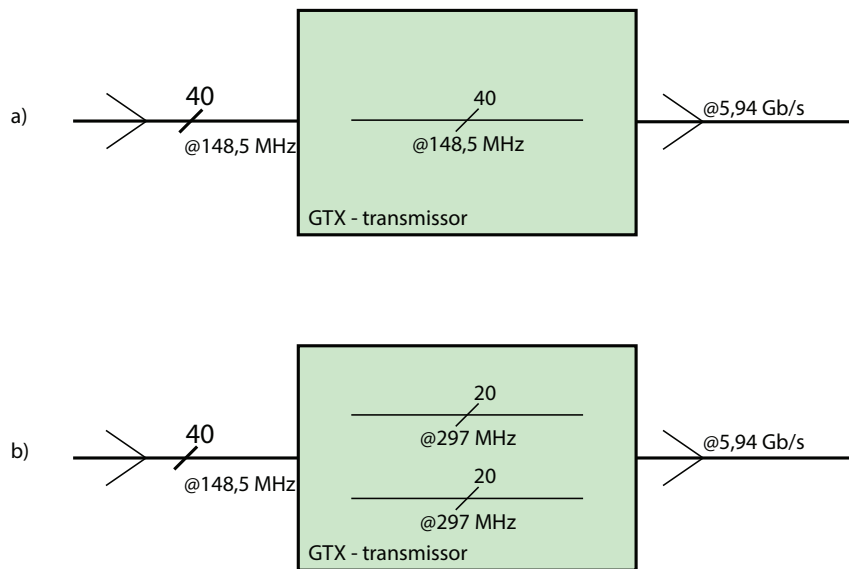 a)
40
@148,5 MHz
40
@148,5 MHz
GTX - transmissor
@5,94 Gb/s
b)
40
@148,5 MHz
20
@297 MHz
20
@297 MHz
GTX - transmissor
@5,94 Gb/s